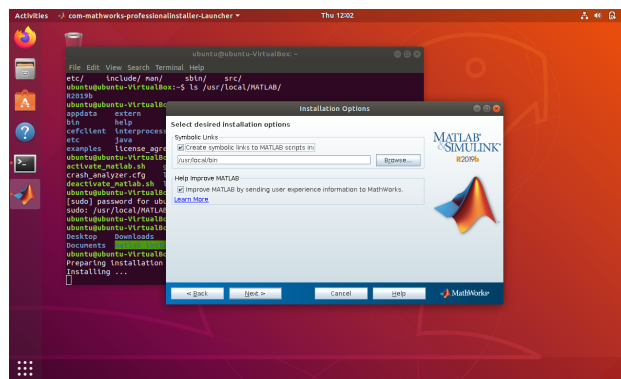 Activities
com-mathworks-professionalinstaller-Launcher
Thu 12:02
ubuntu@ubuntu-VirtualBox: ~
File Edit View Search Terminal Help
etc/ include/ man/ sbin/ src/
ubuntu@ubuntu-VirtualBox:~$ ls /usr/local/MATLAB/
R2019b
ubuntu@ubuntu-VirtualBo
appdata extern
bin help
cefclient interprocess
etc java
examples license_agre
ubuntu@ubuntu-VirtualBo
activate_matlab.sh
crash_analyzer.cfg l
deactivate_matlab.sh l
ubuntu@ubuntu-VirtualBo
ubuntu@ubuntu-VirtualBo
[sudo] password for ubu
sudo: /usr/local/MATLAB
ubuntu@ubuntu-VirtualBo
ubuntu@ubuntu-VirtualBo
Desktop Downloads
Documents
ubuntu@ubuntu-VirtualBo
Preparing installation
Installing ...
Installation Options
Select desired installation options
Symbolic Links
Create symbolic links to MATLAB scripts in:
/usr/local/bin
Browse...
Help Improve MATLAB
Improve MATLAB by sending user experience information to MathWorks.
Learn More
MATLAB®
&SIMULINK®
R2019b
< Back
Next >
Cancel
Help
MathWorks®